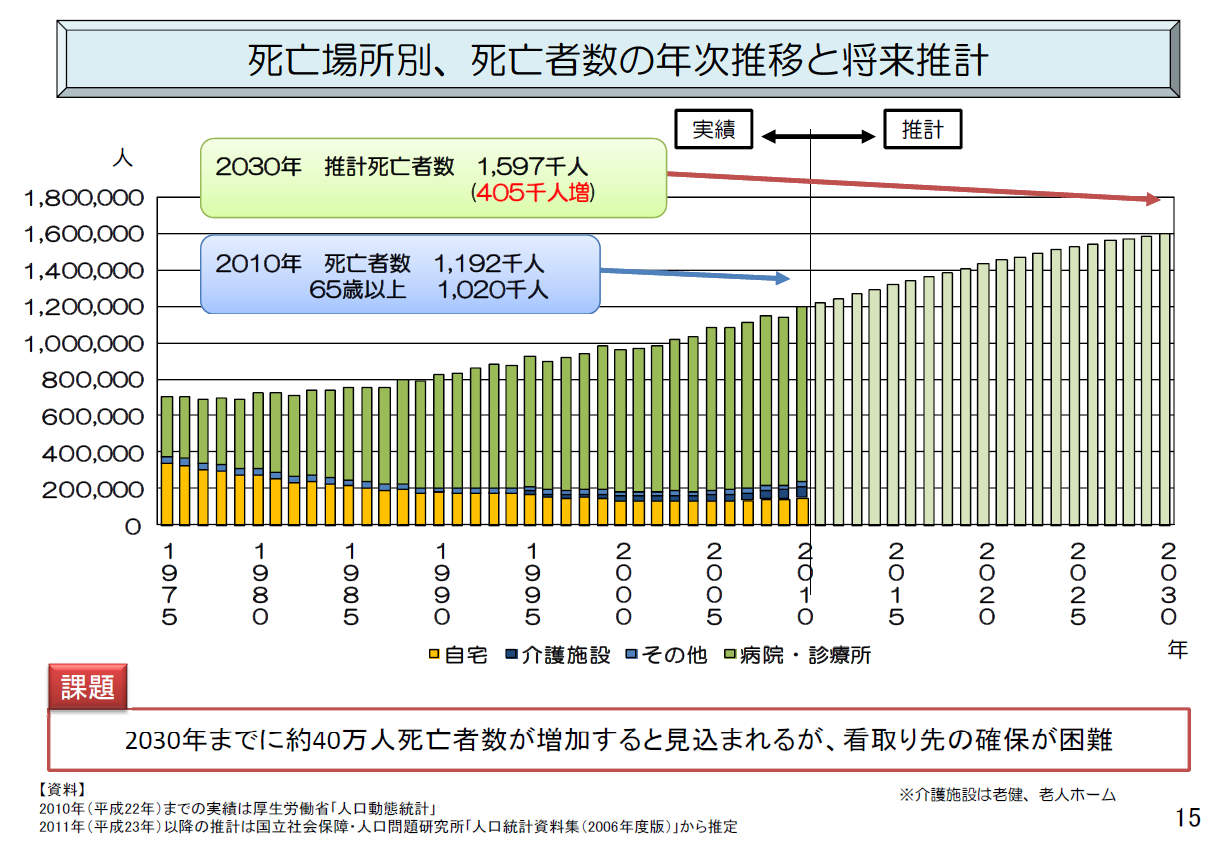 死亡場所別、死亡者数の年次推移と将来推計
実績
推計
人
2030年 推計死亡者数 1,597千人
(405千人増)
2010年 死亡者数 1,192千人
65歳以上 1,020千人
1,800,000
1,600,000
1,400,000
1,200,000
1,000,000
800,000
600,000
400,000
200,000
0
1975
1980
1985
1990
1995
2000
2005
2010
2015
2020
2025
2030
年
自宅 介護施設 その他 病院・診療所
課題
2030年までに約40万人死亡者数が増加すると見込まれるが、看取り先の確保が困難
【資料】
2010年(平成22年)までの実績は厚生労働省「人口動態統計」
2011年(平成23年)以降の推計は国立社会保障・人口問題研究所「人口統計資料集(2006年度版)」から推定
※介護施設は老健、老人ホーム
15